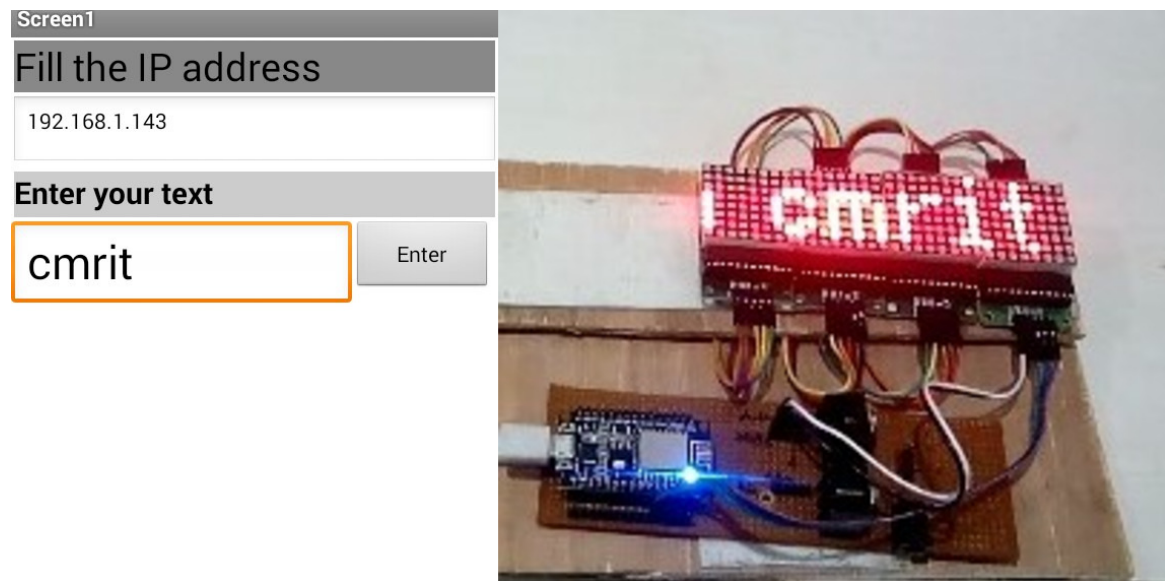 Screen1
Fill the IP address
192.168.1.143
Enter your text
cmrit
Enter
cmrit